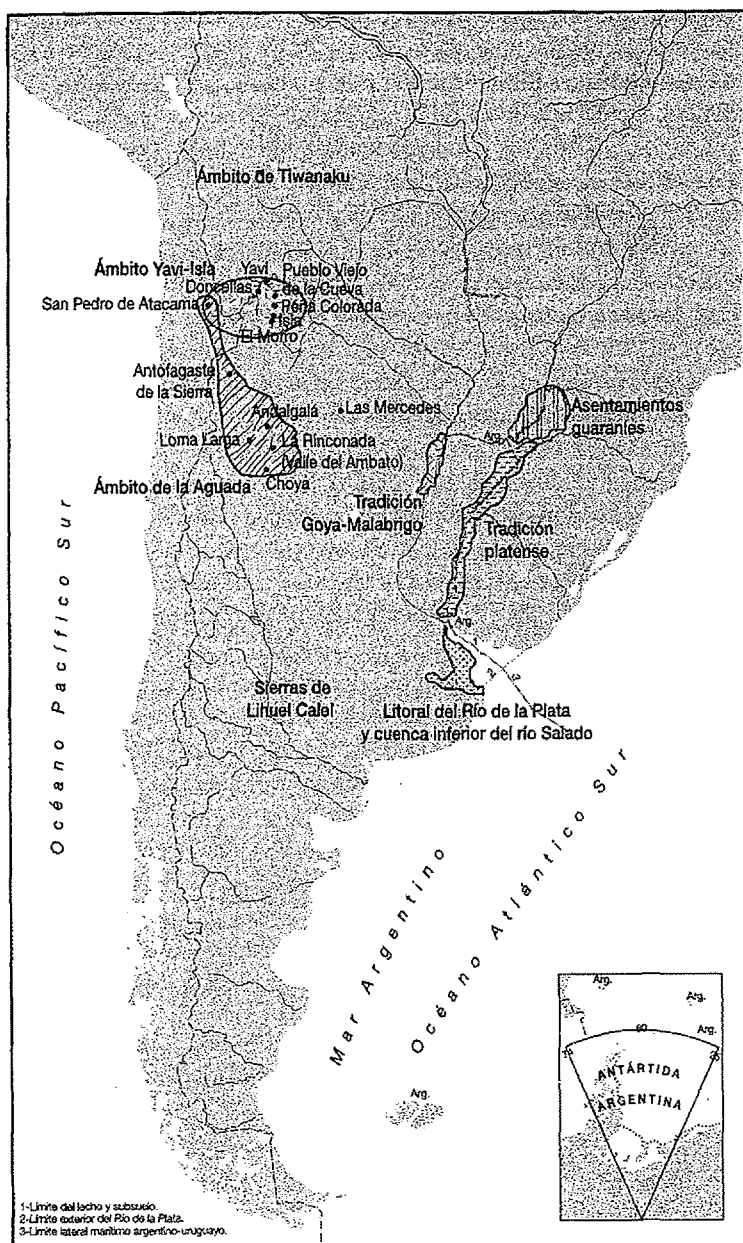 Ámbito de Tiwanaku
Ámbito Yavi-Isla
Yavi
Pueblo Viejo
de la Cueva
Doncellas
San Pedro de Atacama
Peña Colorada
Isla
El Morro
Antofagaste
de la Sierra
Las Mercedes
Andalgalá
Loma Larga
La Rinconada
(Valle del Ambato)
Choya
Ámbito de la Aguada
Asentamientos
guaraníes
Arg.
Tradición
Goya-Malabrigo
Tradición
platense
Arg.
1
2
3
Sierras de
Lihuel Calel
Litoral del Río de la Plata
y cuenca inferior del río Salado
Océano Pacífico Sur
Mar Argentino
Océano Atlántico Sur
Arg.
Arg.
Arg.
Arg.
74
60
25
ANTÁRTIDA
ARGENTINA
1-Límite del lecho y subsuelo.
2-Límite exterior del Río de la Plata.
3-Límite lateral marítimo argentino-uruguayo.